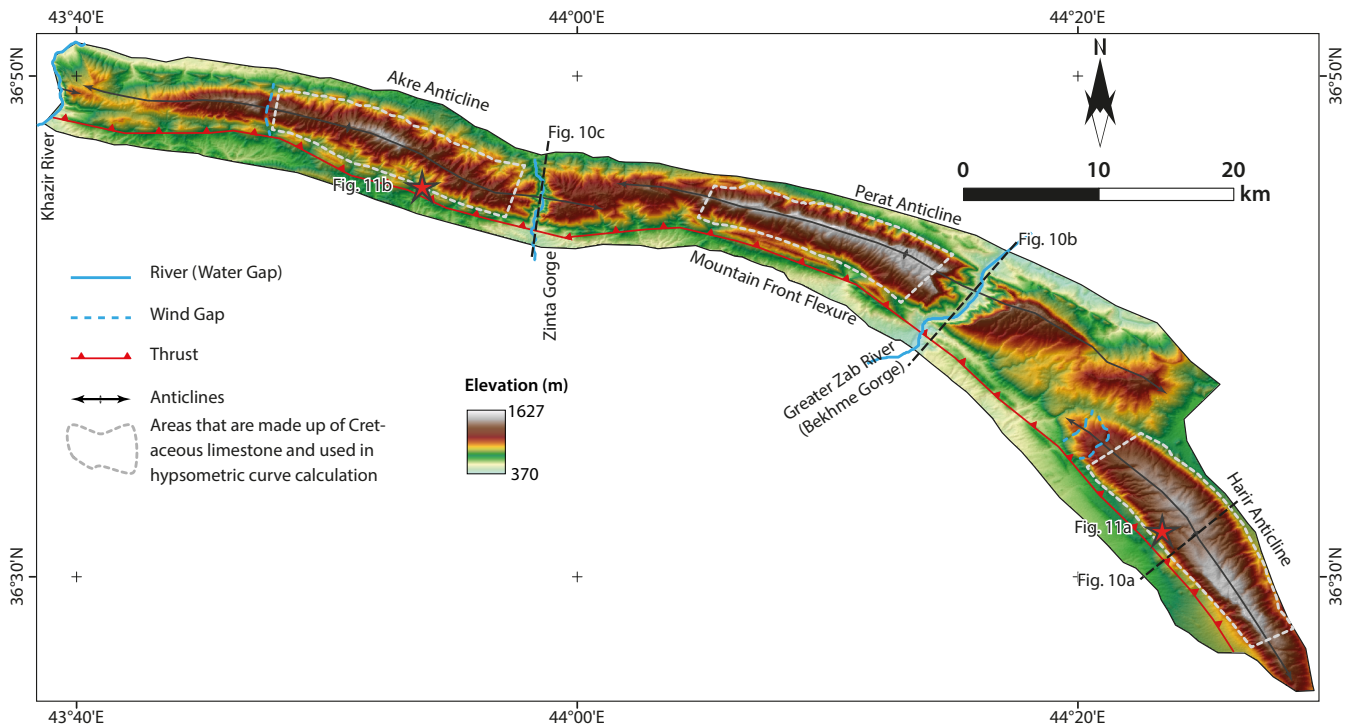 43°40'E
44°00'E
44°20'E
36°50'N
36°50'N
N
Akre Anticline
Fig. 10c
0
10
20
km
Khazir River
Fig. 11b
Perat Anticline
Fig. 10b
Mountain Front Flexure
Zinta Gorge
River (Water Gap)
Wind Gap
Thrust
Anticlines
Areas that are made up of Cret-
aceous limestone and used in
hypsometric curve calculation
Elevation (m)
1627
370
Greater Zab River
(Bekhme Gorge)
Harir Anticline
Fig. 11a
Fig. 10a
36°30'N
36°30'N
43°40'E
44°00'E
44°20'E